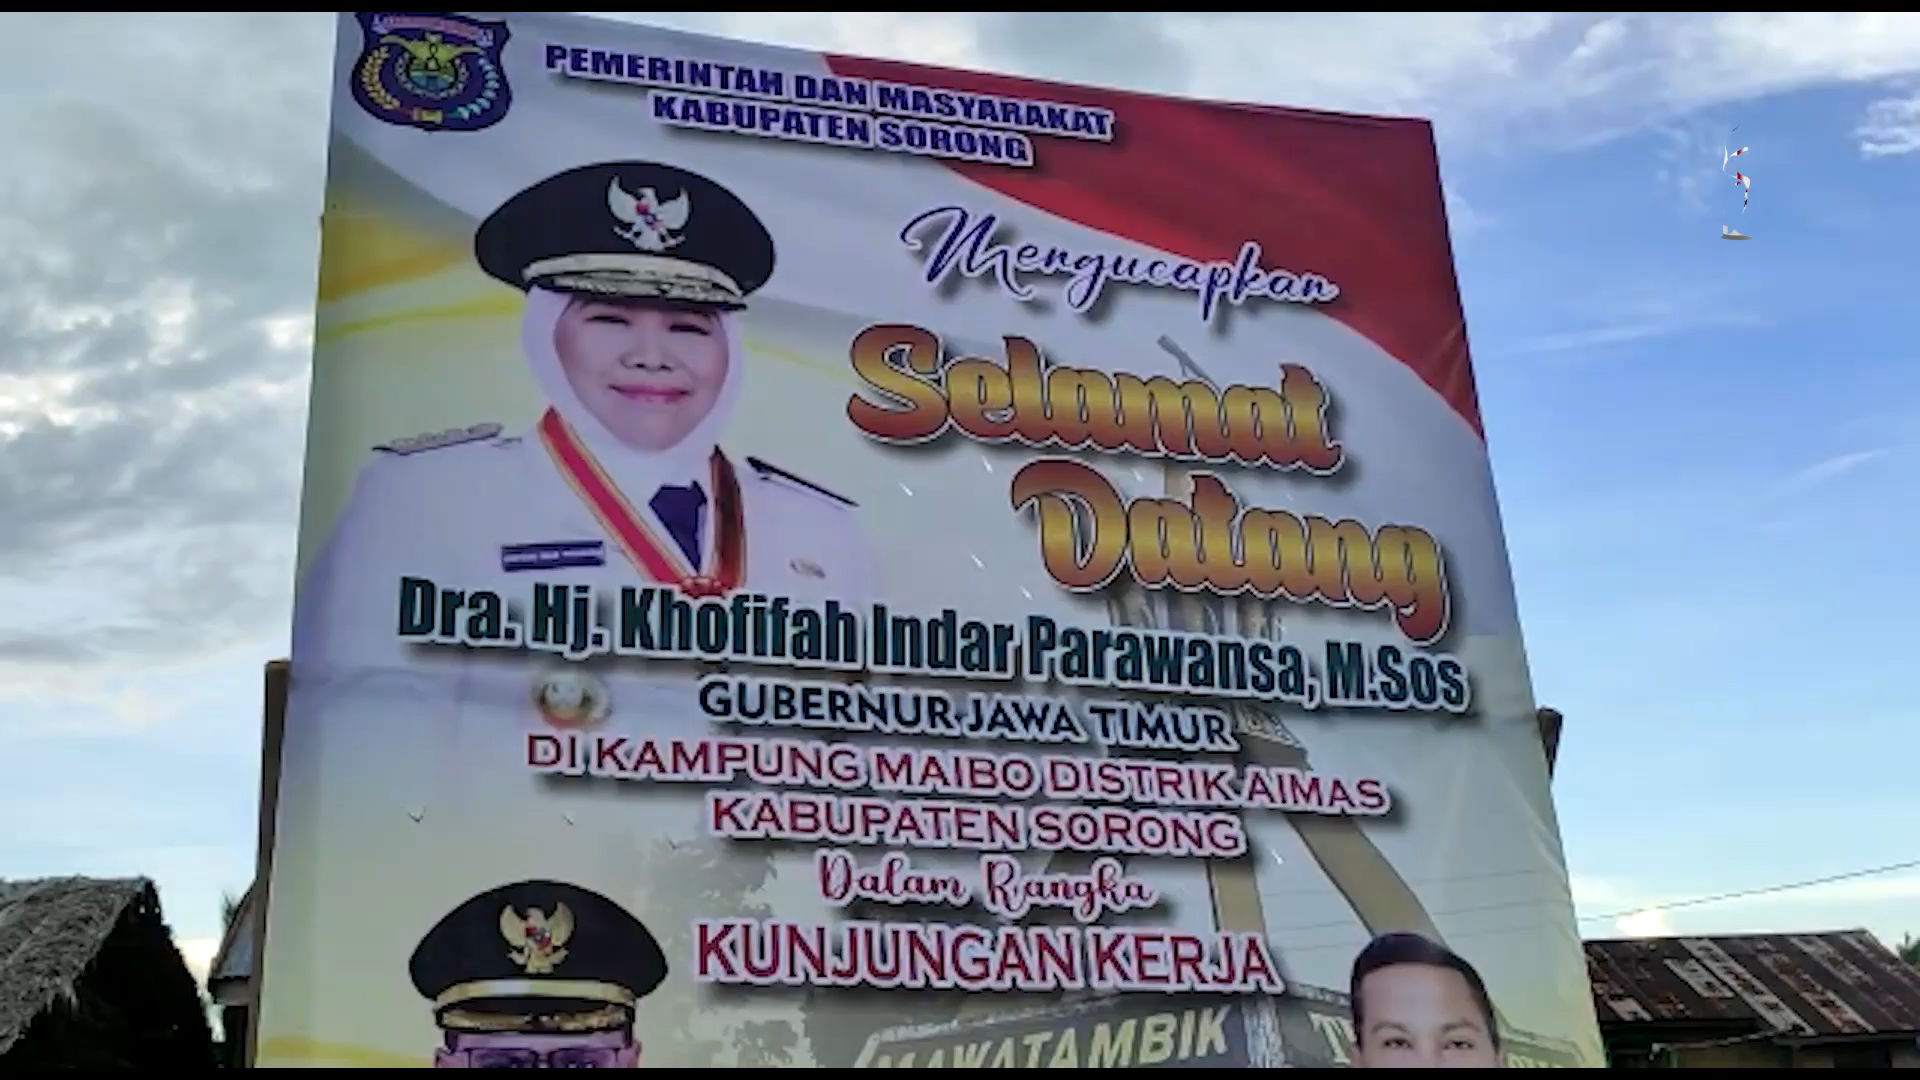 PEMERINTAH DAN MASYARAKAT
KABUPATEN SORONG
Mengucapkan
Selamat
Datang
Dra. Hj. Khofifah Indar Parawansa, M.Sos
GUBERNUR JAWA TIMUR
DI KAMPUNG MAIBO DISTRIK AIMAS
KABUPATEN SORONG
Dalam Rangka
KUNJUNGAN KERJA
MAWATAMBIK